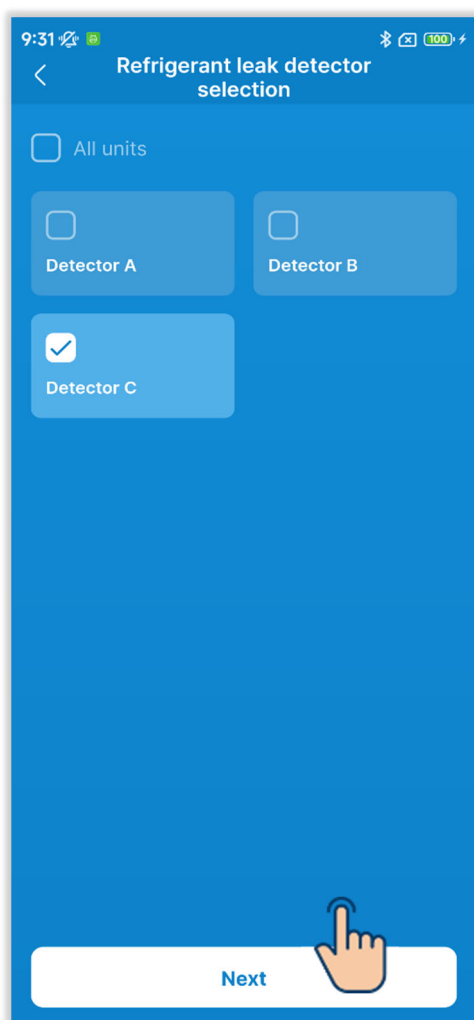 9:31
100
Refrigerant leak detector
selection
All units
Detector A
Detector B
Detector C
Next